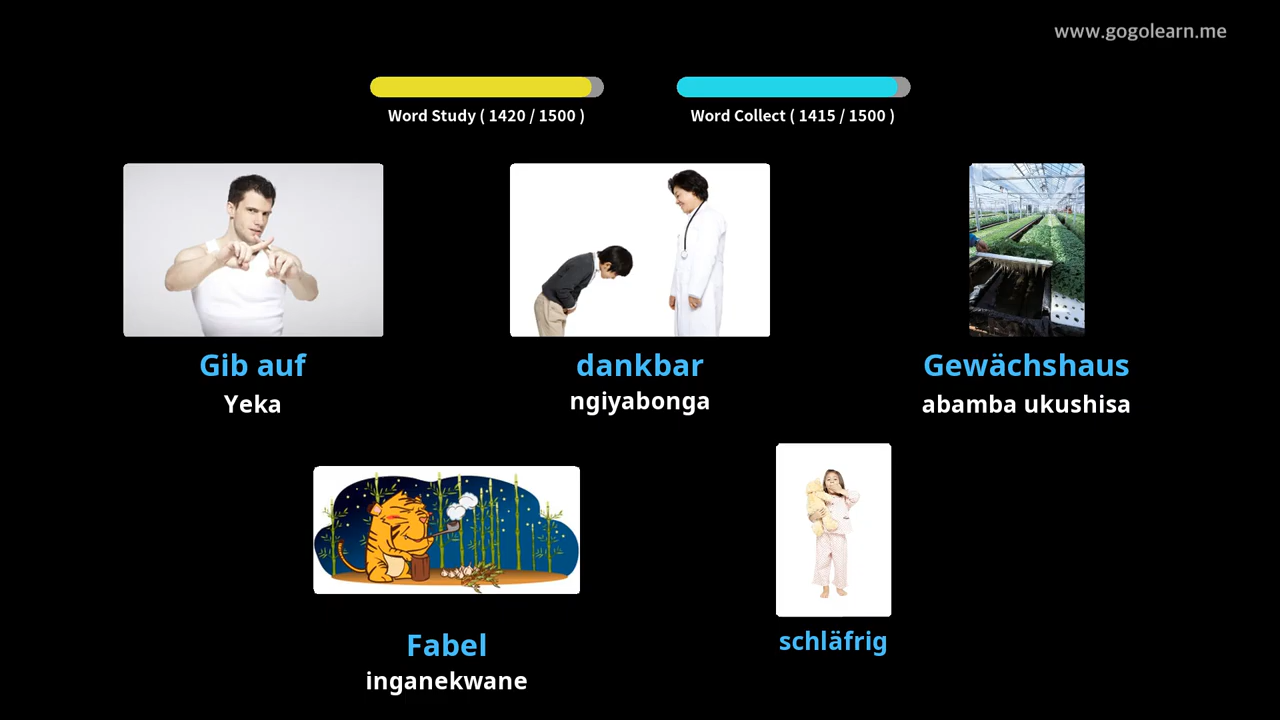 www.gogolearn.me
Word Study ( 1420 / 1500 )
Word Collect ( 1415 / 1500 )
Gib auf
Yeka
dankbar
ngiyabonga
Gewächshaus
abamba ukushisa
Fabel
inganekwane
schläfrig